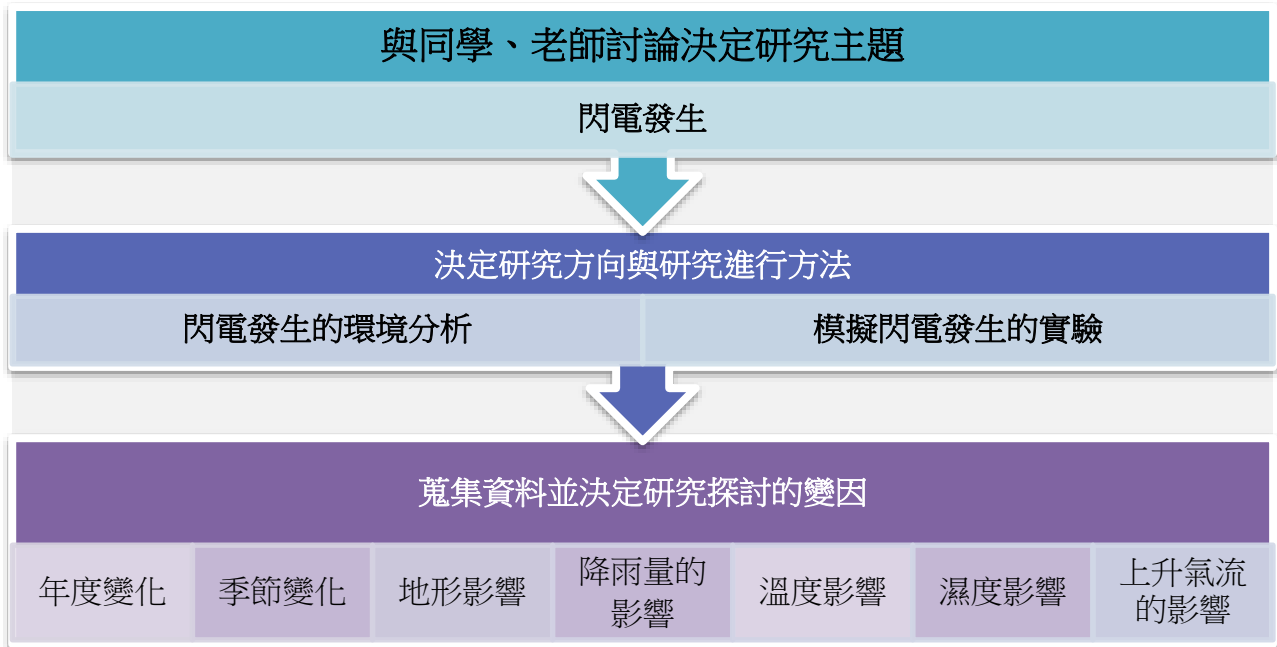 與同學、老師討論決定研究主題
閃電發生
決定研究方向與研究進行方法
閃電發生的環境分析
模擬閃電發生的實驗
蒐集資料並決定研究探討的變因
年度變化
季節變化
地形影響
降雨量的
影響
溫度影響
濕度影響
上升氣流
的影響